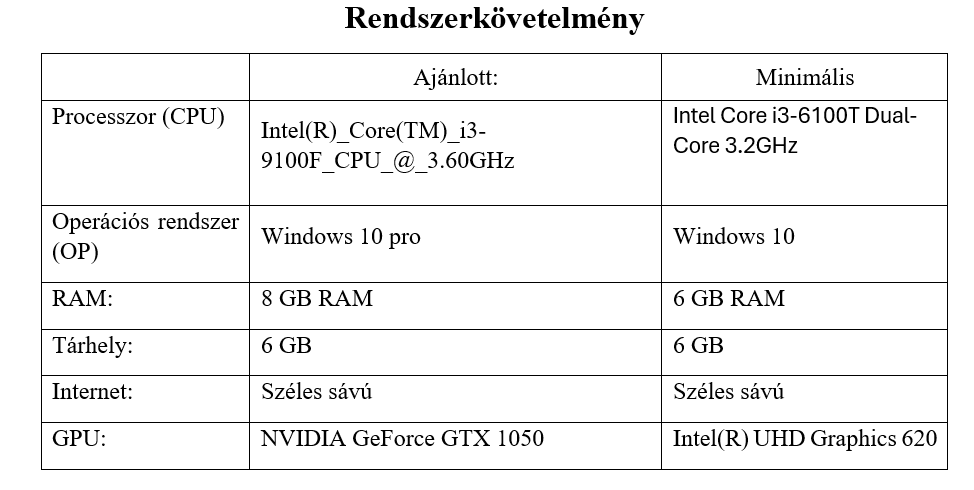 Rendszerkövetelmény
Ajánlott:
Minimális
Processzor (CPU)
Intel(R)_Core(TM)_i3-
9100F_CPU_@_3.60GHz
Intel Core i3-6100T Dual-
Core 3.2GHz
Operációs rendszer
(OP)
Windows 10 pro
Windows 10
RAM:
8 GB RAM
6 GB RAM
Tárhely:
6 GB
6 GB
Internet:
Széles sávú
Széles sávú
GPU:
NVIDIA GeForce GTX 1050
Intel(R) UHD Graphics 620